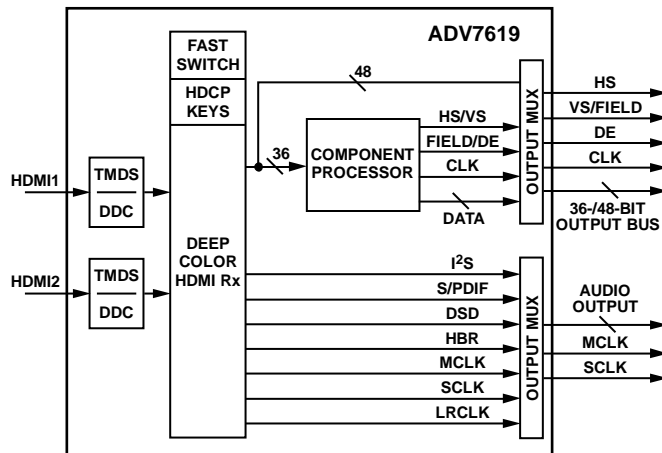 ADV7619
FAST
SWITCH
HDCP
KEYS
DEEP
COLOR
HDMI Rx
HDMI1
TMDS
DDC
HDMI2
TMDS
DDC
48
36
COMPONENT
PROCESSOR
HS/VS
FIELD/DE
CLK
DATA
OUTPUT MUX
HS
VS/FIELD
DE
CLK
36-/48-BIT
OUTPUT BUS
I²S
S/PDIF
DSD
HBR
MCLK
SCLK
LRCLK
OUTPUT MUX
AUDIO
OUTPUT
MCLK
SCLK